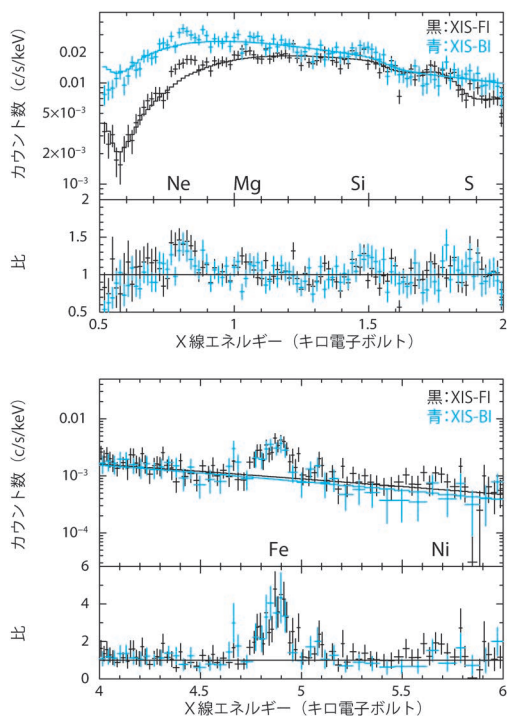 黒：XIS-FI
青：XIS-BI
カウント数（c/s/keV）
0.02
0.01
5×10⁻³
2×10⁻³
10⁻³
Ne Mg Si S
比
2
1.5
1
0.5
0.5 1 1.5 2
X線エネルギー（キロ電子ボルト）
黒：XIS-FI
青：XIS-BI
カウント数（c/s/keV）
0.01
10⁻³
10⁻⁴
Fe Ni
比
6
4
2
0
4 4.5 5 5.5 6
X線エネルギー（キロ電子ボルト）